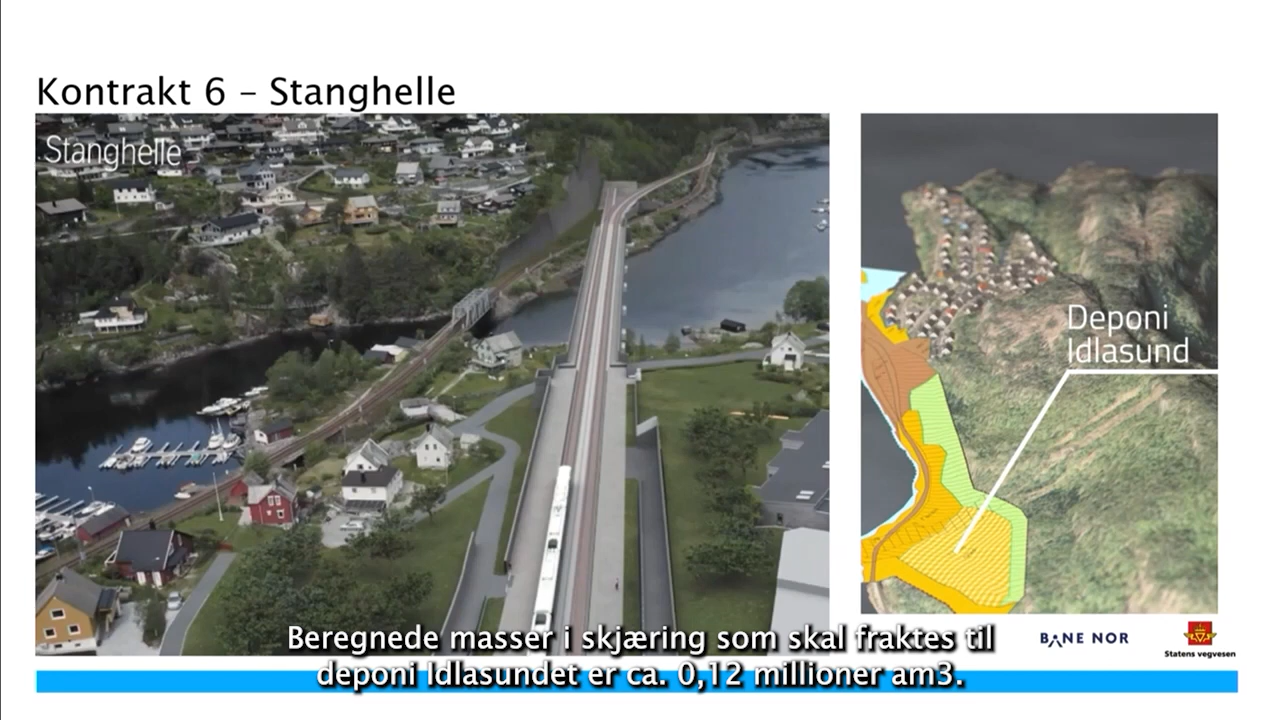 Kontrakt 6 – Stanghelle
Stanghelle
Deponi
Idlasund
BANE NOR
Statens vegvesen
Beregnede masser i skjæring som skal fraktes til
deponi Idlasundet er ca. 0,12 millioner am3.